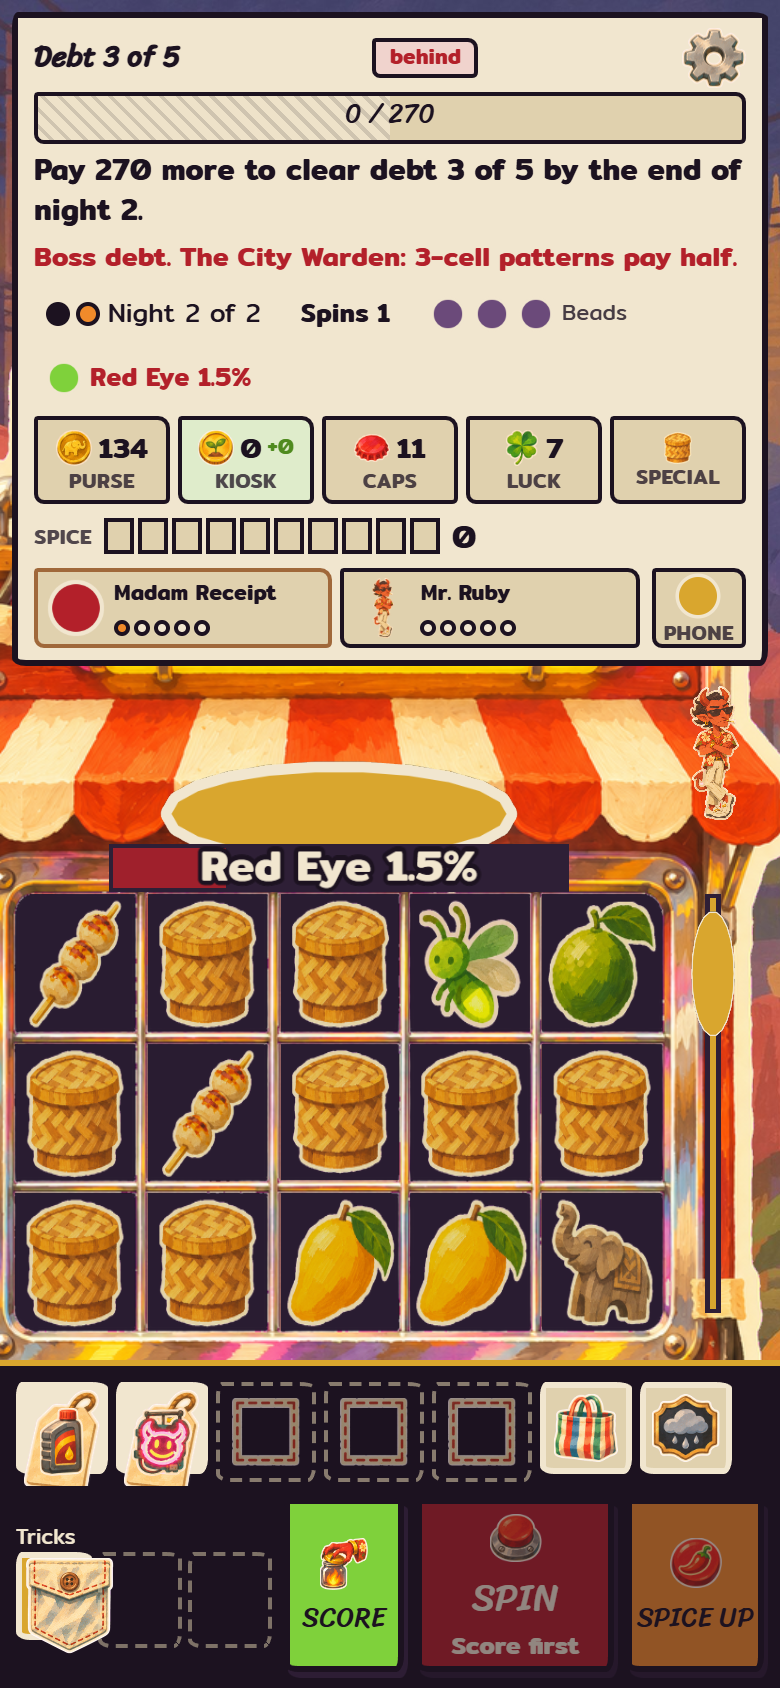 Debt 3 of 5
behind
0 / 270
Pay 270 more to clear debt 3 of 5 by the end of
night 2.
Boss debt. The City Warden: 3-cell patterns pay half.
Night 2 of 2
Spins 1
Beads
Red Eye 1.5%
134
PURSE
0 +0
KIOSK
11
CAPS
7
LUCK
SPECIAL
SPICE
0
Madam Receipt
Mr. Ruby
PHONE
Red Eye 1.5%
Tricks
SCORE
SPIN
Score first
SPICE UP